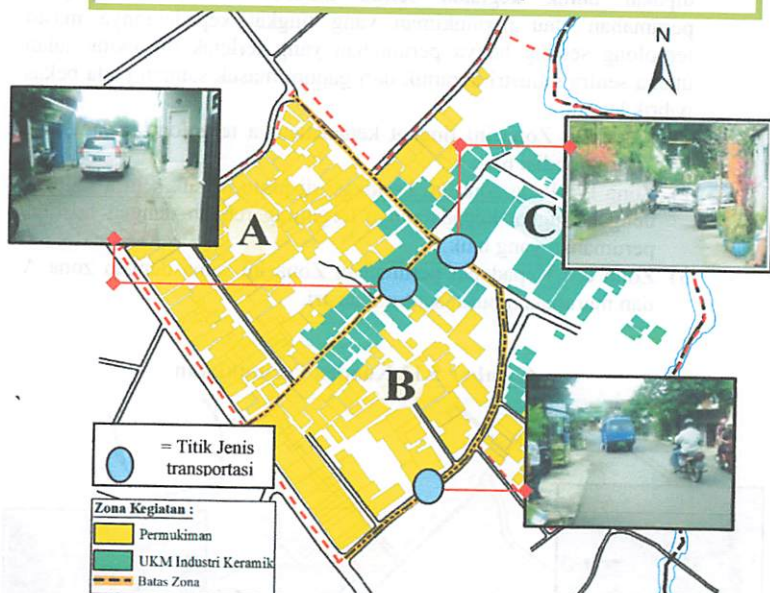 N
A
C
B
= Titik Jenis
transportasi
Zona Kegiatan :
Permukiman
UKM Industri Keramik
Batas Zona